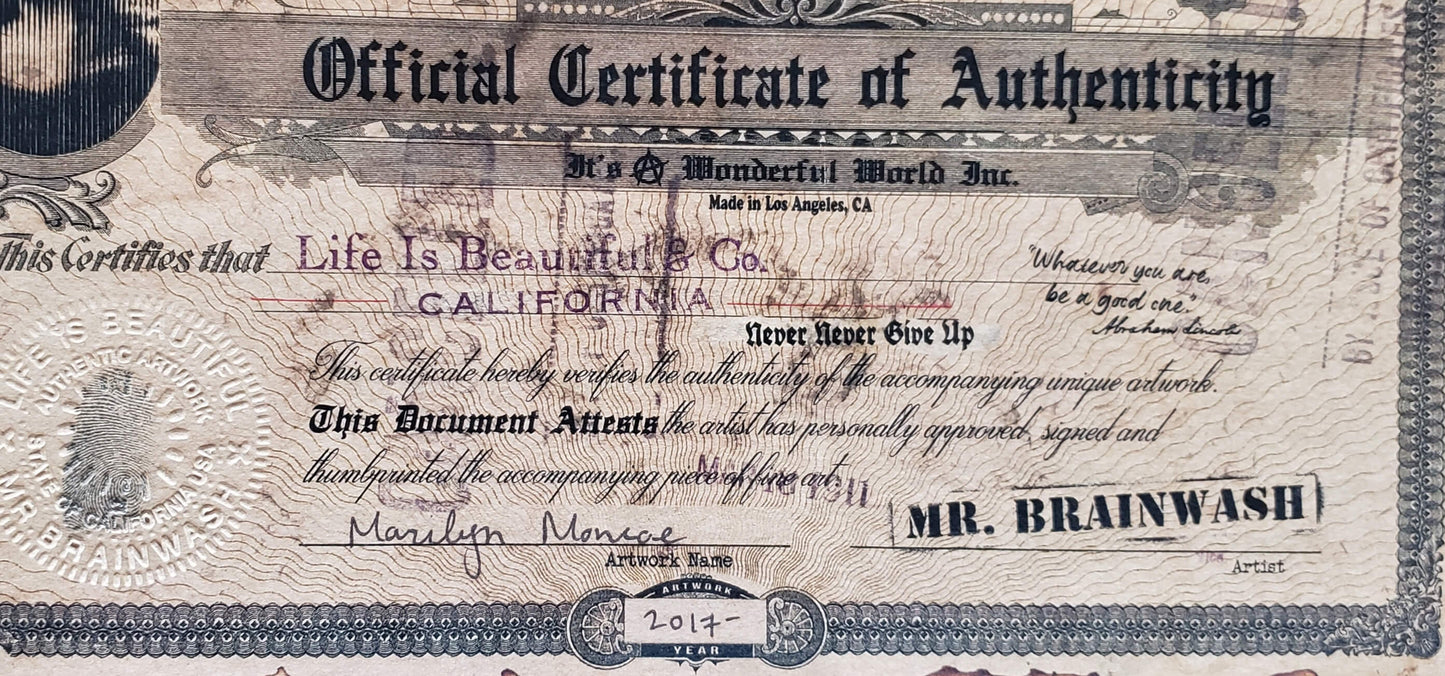 Official Certificate of Authenticity
It's A Wonderful World Inc.
Made in Los Angeles, CA
This Certifies that Life Is Beautiful & Co.
CALIFORNIA
"Whatever you are,
be a good one."
Abraham Lincoln
Never Never Give Up
This certificate hereby verifies the authenticity of the accompanying unique artwork.
This Document Attests the artist has personally approved, signed and
thumbprinted the accompanying piece of fine art:
Marilyn Monroe
Artwork Name
MR. BRAINWASH
Artist
LIFE IS BEAUTIFUL
AUTHENTIC ARTWORK
CALIFORNIA USA
MR. BRAINWASH
ARTWORK
2017-
YEAR